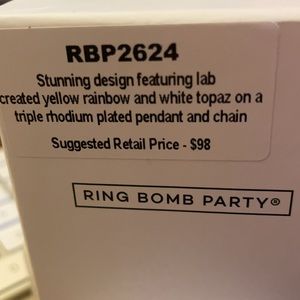 RBP2624
Stunning design featuring lab
created yellow rainbow and white topaz on a
triple rhodium plated pendant and chain
Suggested Retail Price - $98
RING BOMB PARTY®